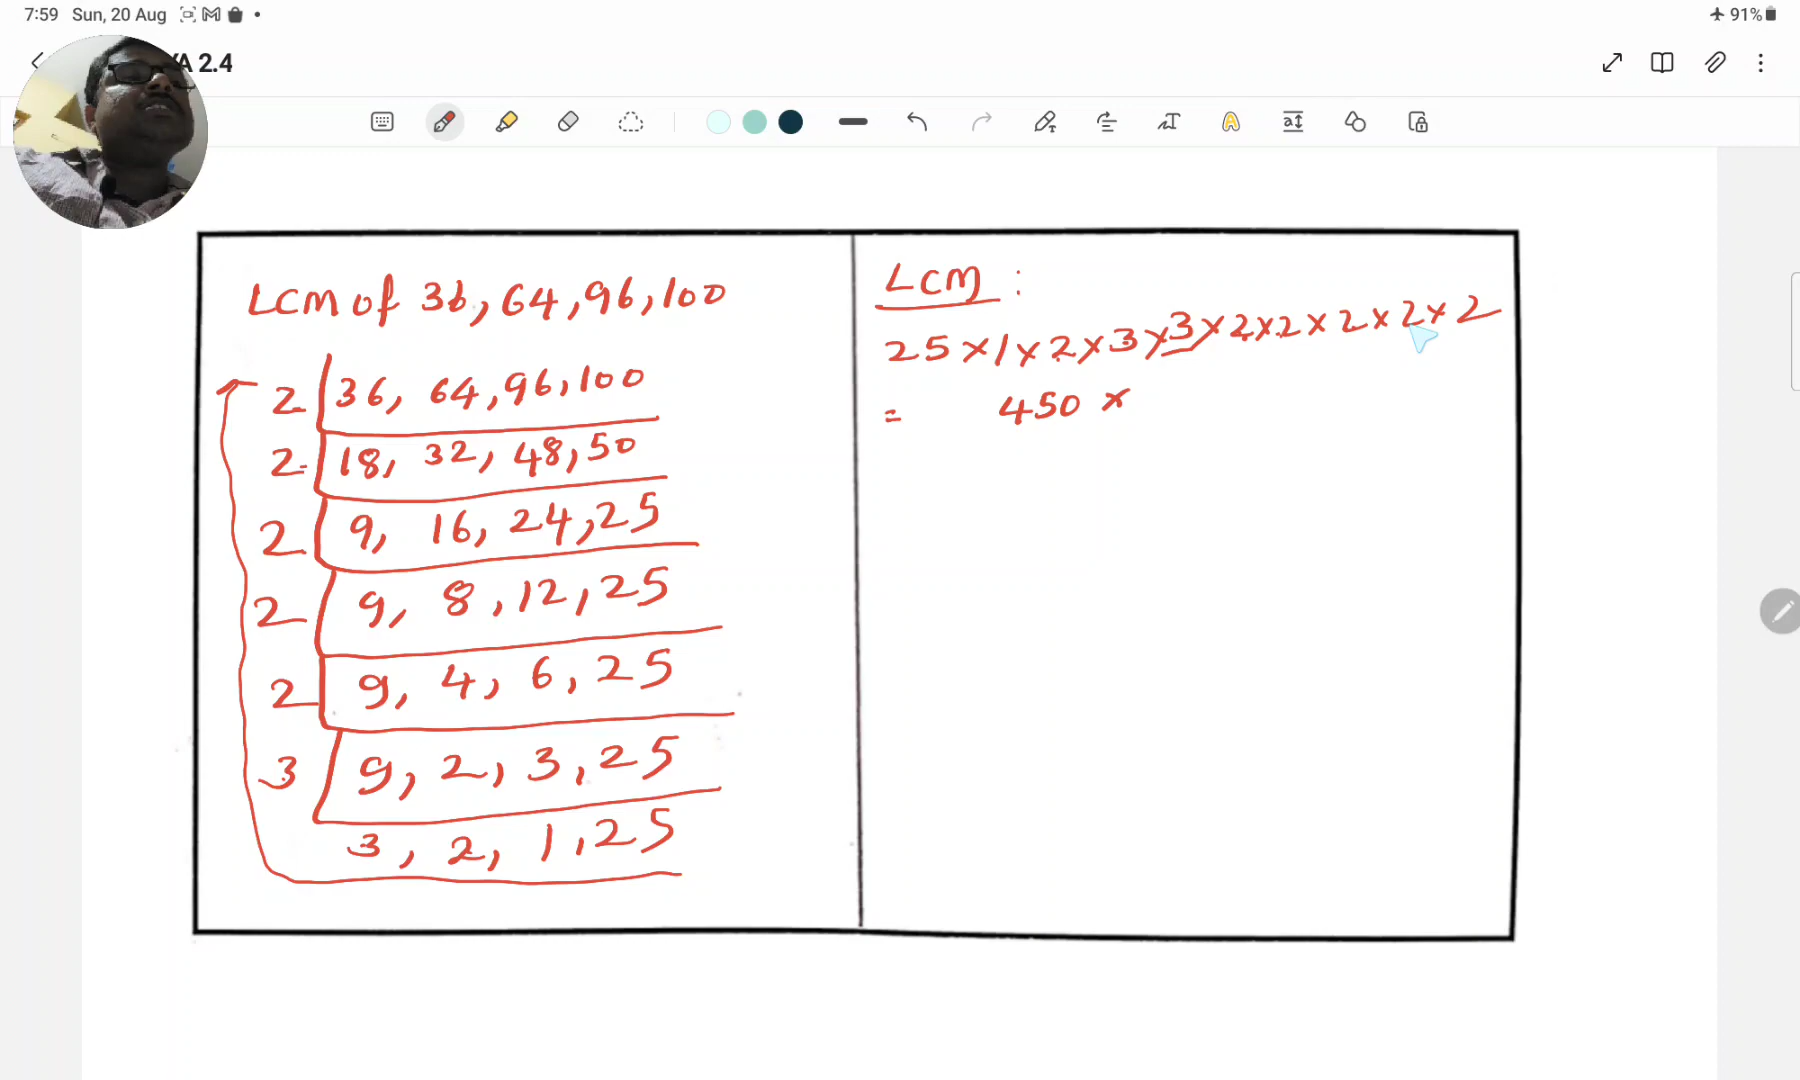 7:59 Sun, 20 Aug
91%
A 2.4
LCM of 36, 64, 96, 100
2 36, 64, 96, 100
2 18, 32, 48, 50
2 9, 16, 24, 25
2 9, 8, 12, 25
2 9, 4, 6, 25
3 9, 2, 3, 25
3, 2, 1, 25
LCM :
25 × 1 × 2 × 3 × 3 × 2 × 2 × 2 × 2 × 2
= 450 ×